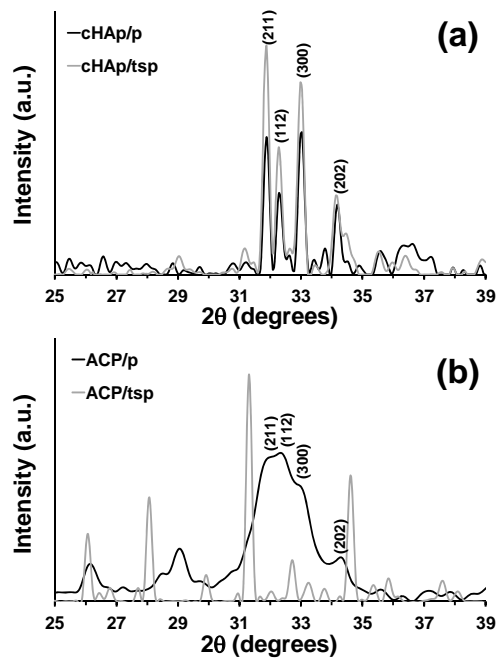 (a)
cHAp/p
cHAp/tsp
(211)
(112)
(300)
(202)
Intensity (a.u.)
25 27 29 31 33 35 37 39
2θ (degrees)
(b)
ACP/p
ACP/tsp
(211)
(112)
(300)
(202)
Intensity (a.u.)
25 27 29 31 33 35 37 39
2θ (degrees)